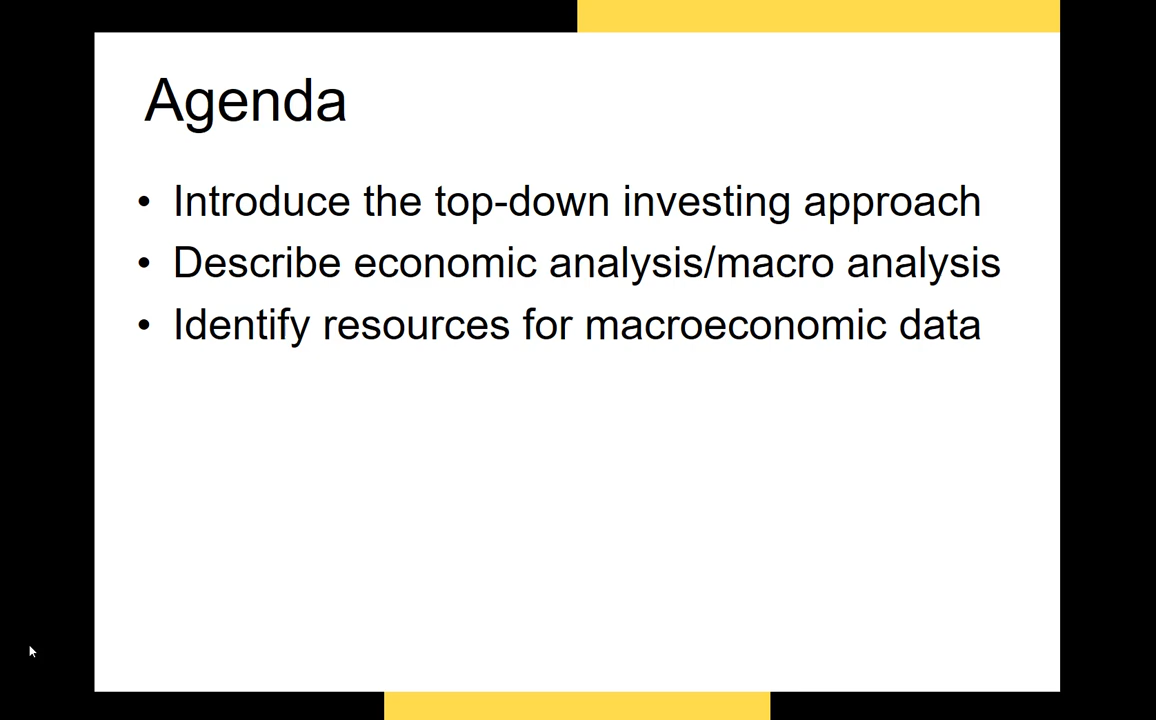 Agenda
• Introduce the top-down investing approach
• Describe economic analysis/macro analysis
• Identify resources for macroeconomic data